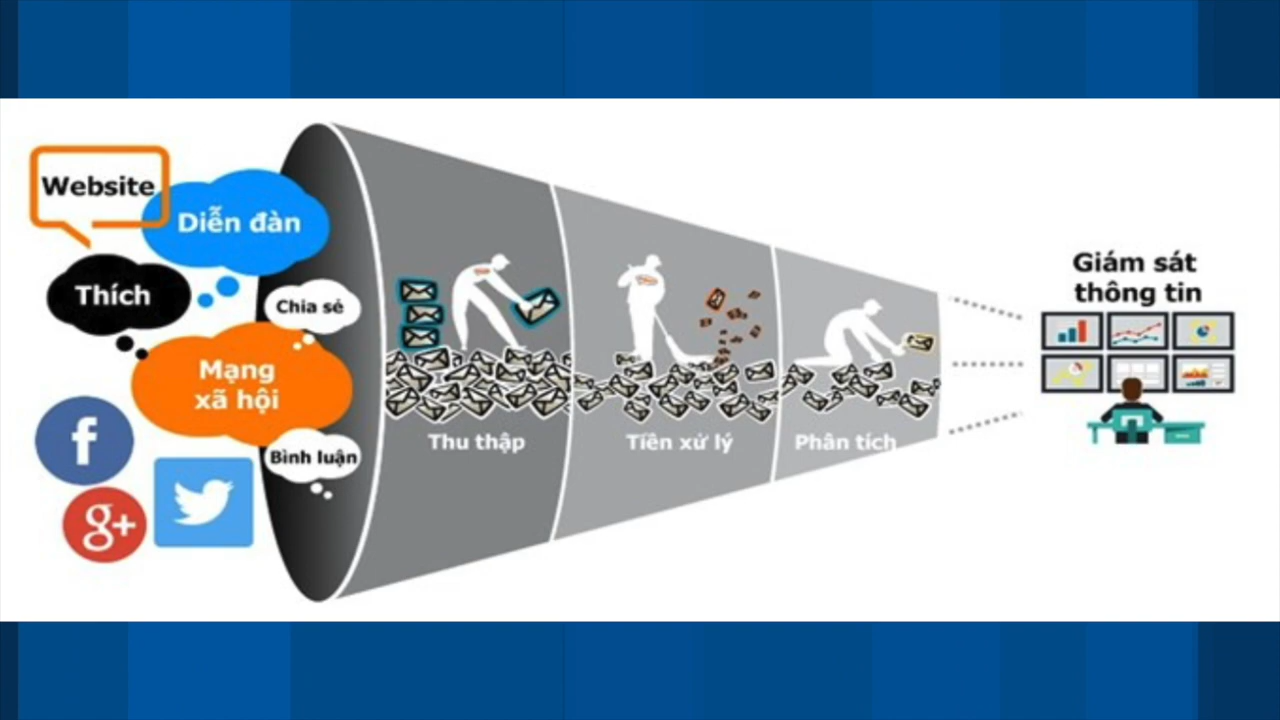 Website
Diễn đàn
Thích
Chia sẻ
Mạng
xã hội
Bình luận
f
g+
Thu thập
Tiền xử lý
Phân tích
Giám sát
thông tin